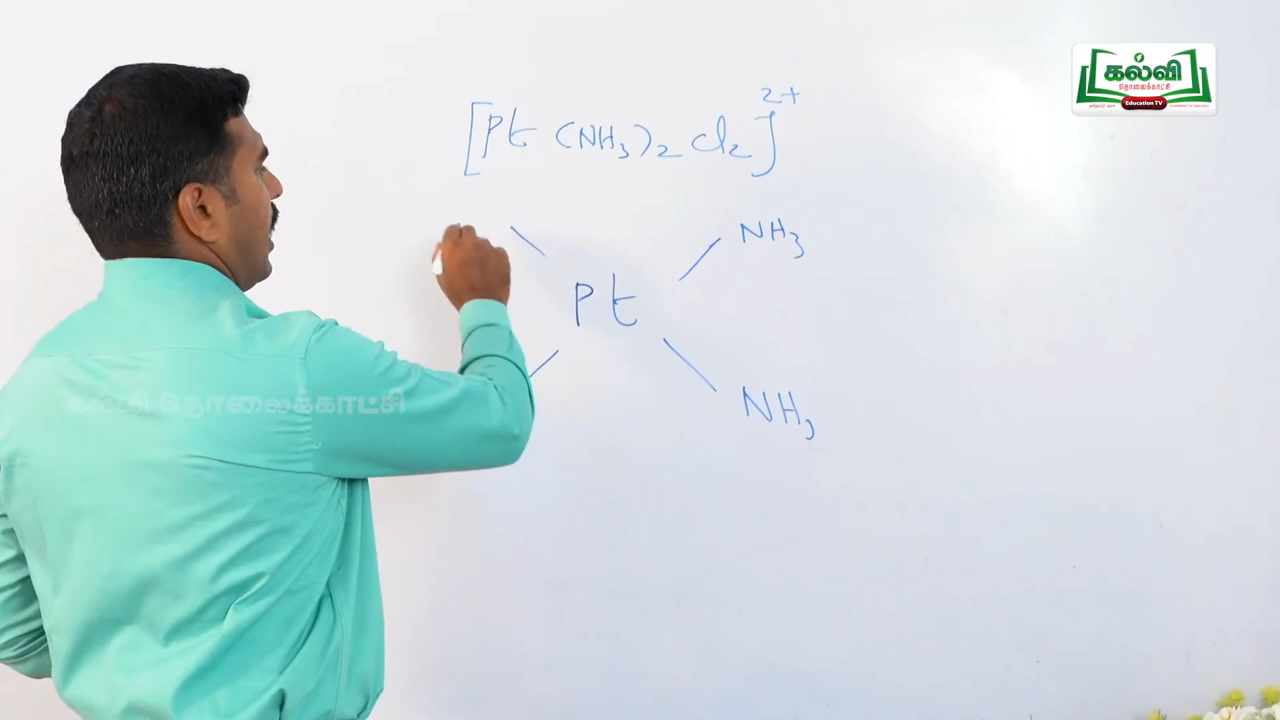 [Pt (NH3)2 Cl2]2+
NH3
Pt
NH3
கல்வி
தொலைக்காட்சி
Education TV
கல்வி தொலைக்காட்சி